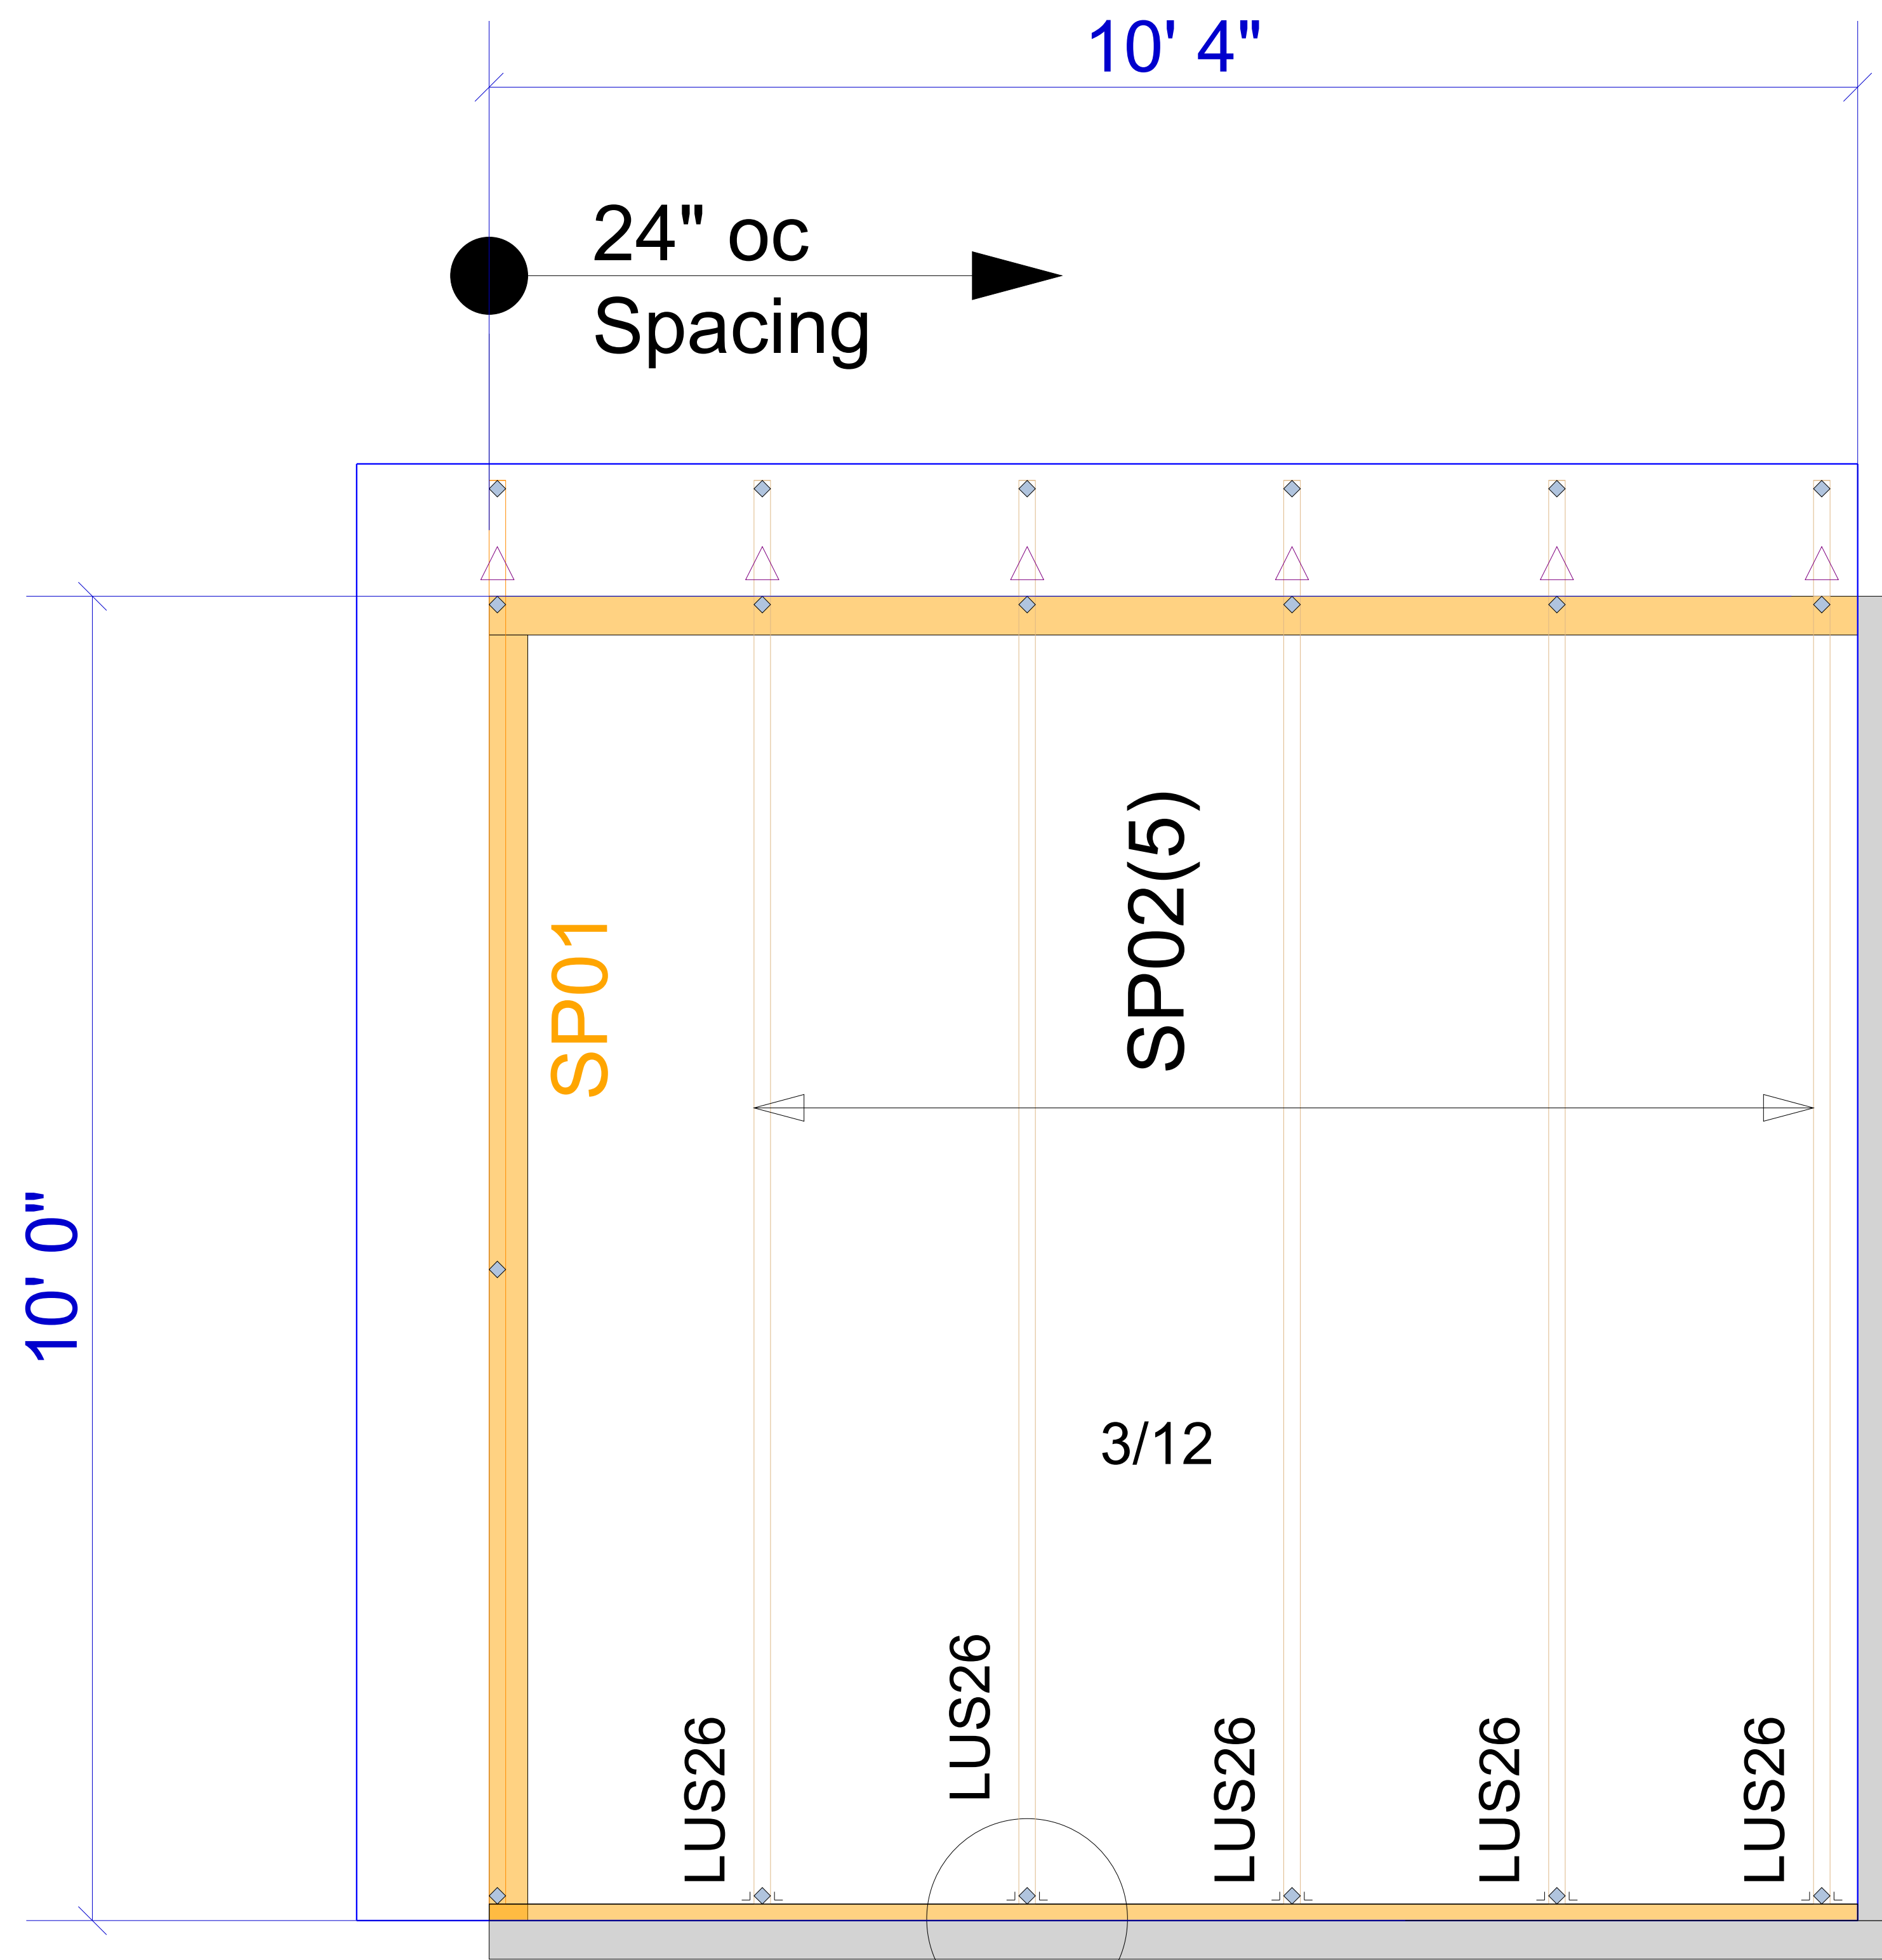 10' 4"
24" oc
Spacing
SP01
SP02(5)
10' 0"
3/12
LUS26
LUS26
LUS26
LUS26
LUS26